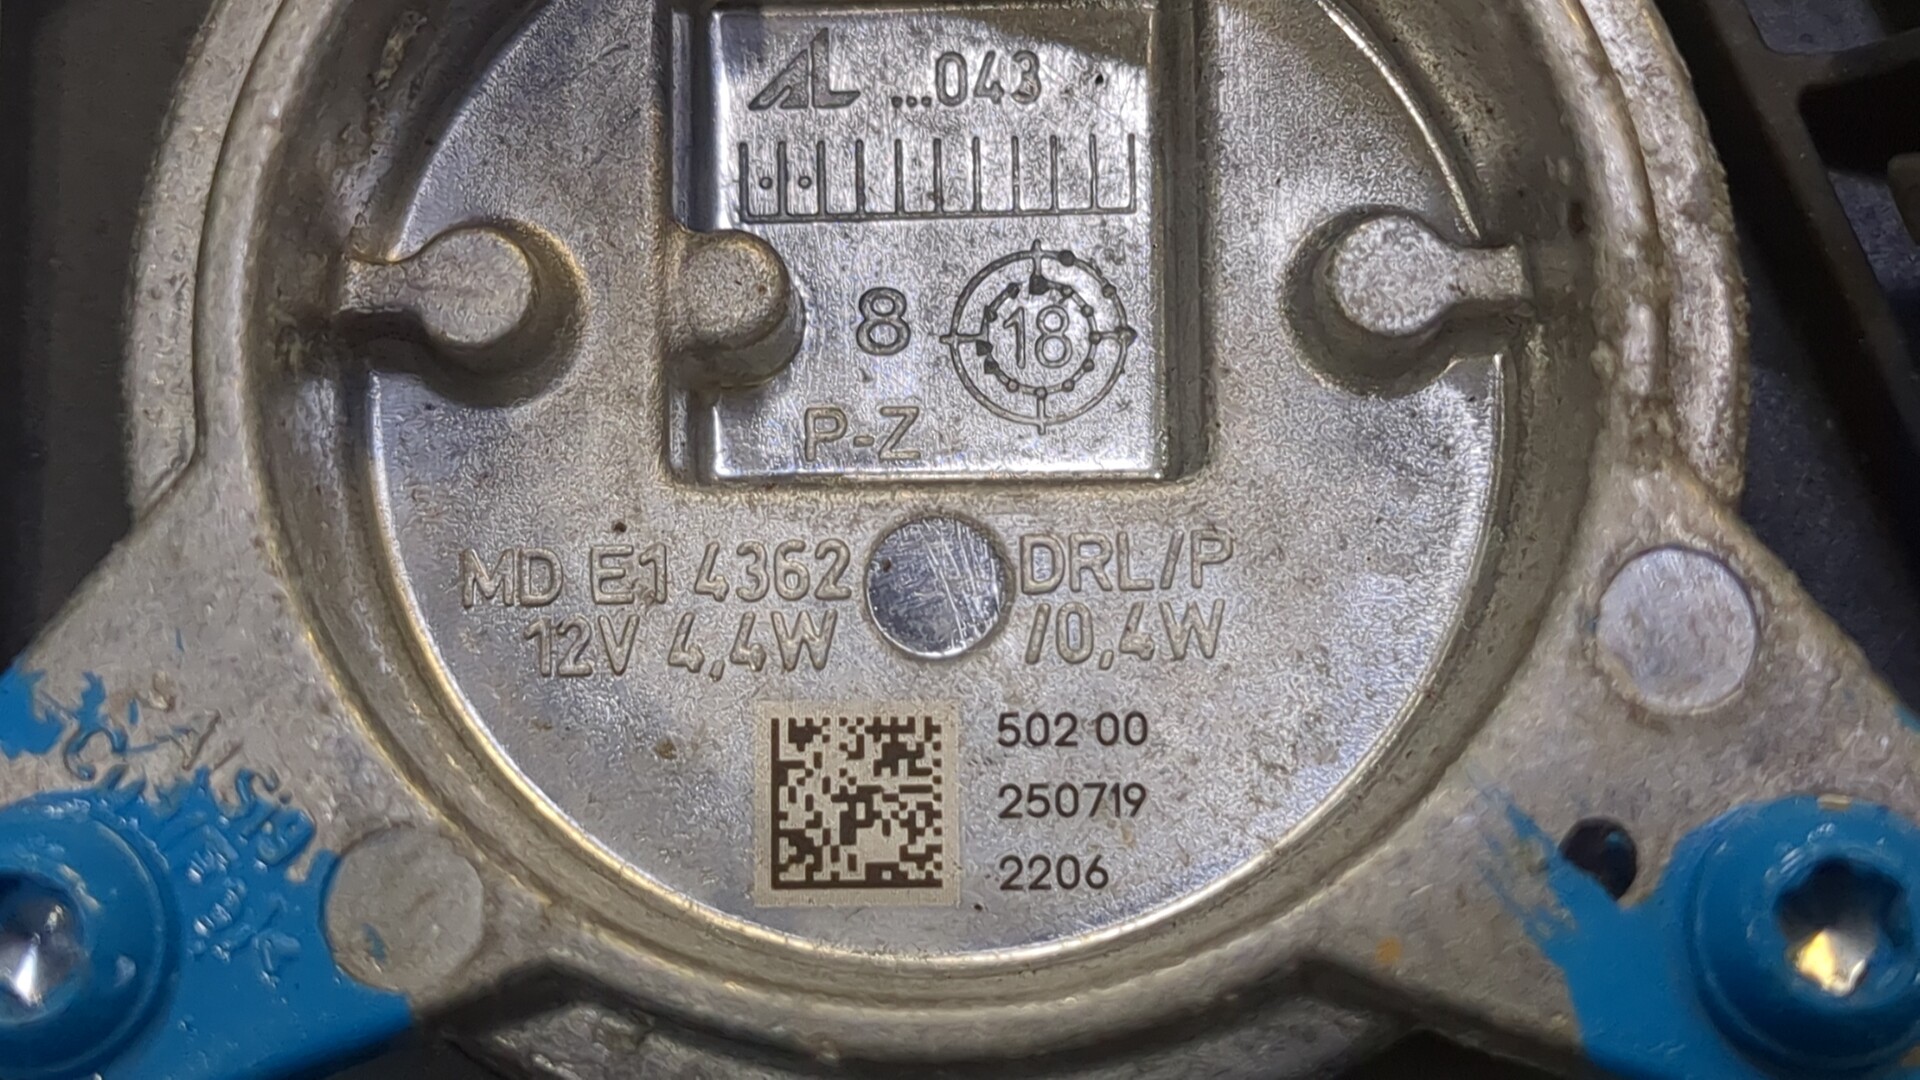 AL ...043
8 18
P-Z
MD E1 4362 DRL/P
12V 4,4W /0,4W
502 00
250719
2206